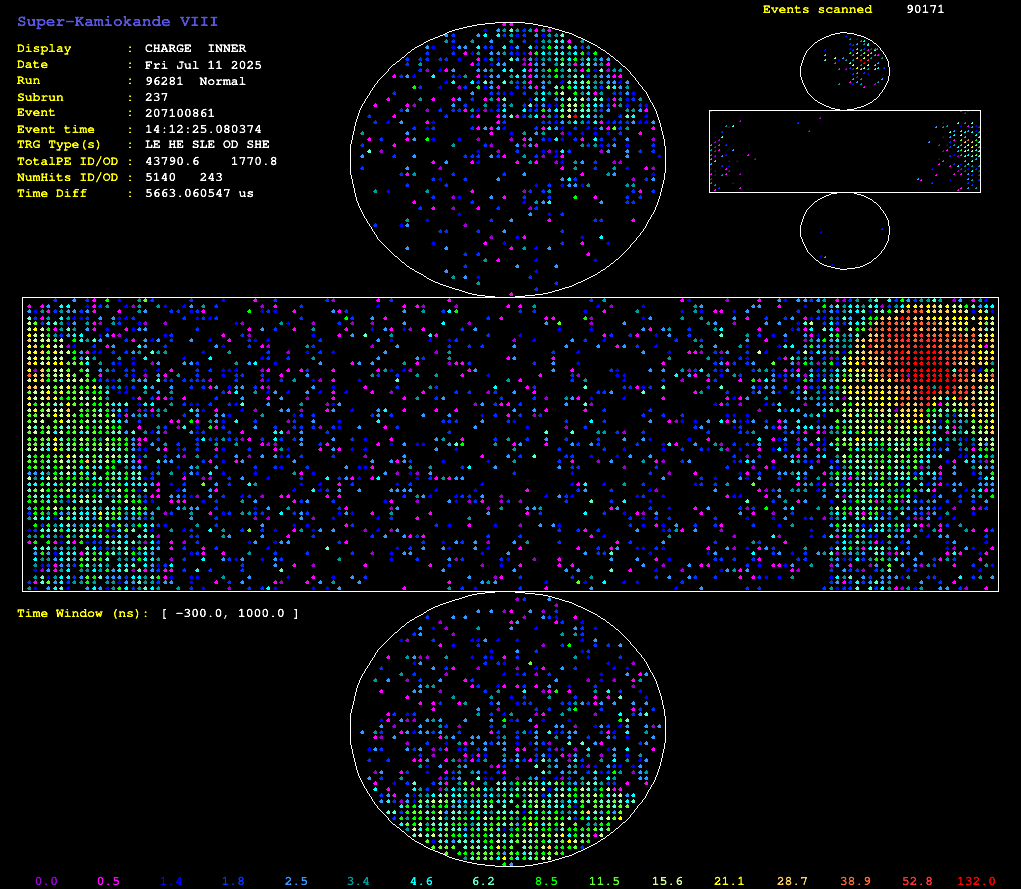 Super-Kamiokande VIII
Events scanned 90171
Display : CHARGE INNER
Date : Fri Jul 11 2025
Run : 96281 Normal
Subrun : 237
Event : 207100861
Event time : 14:12:25.080374
TRG Type(s) : LE HE SLE OD SHE
TotalPE ID/OD : 43790.6 1770.8
NumHits ID/OD : 5140 243
Time Diff : 5663.060547 us
Time Window (ns): [ -300.0, 1000.0 ]
0.0 0.5 1.4 1.8 2.5 3.4 4.6 6.2 8.5 11.5 15.6 21.1 28.7 38.9 52.8 132.0